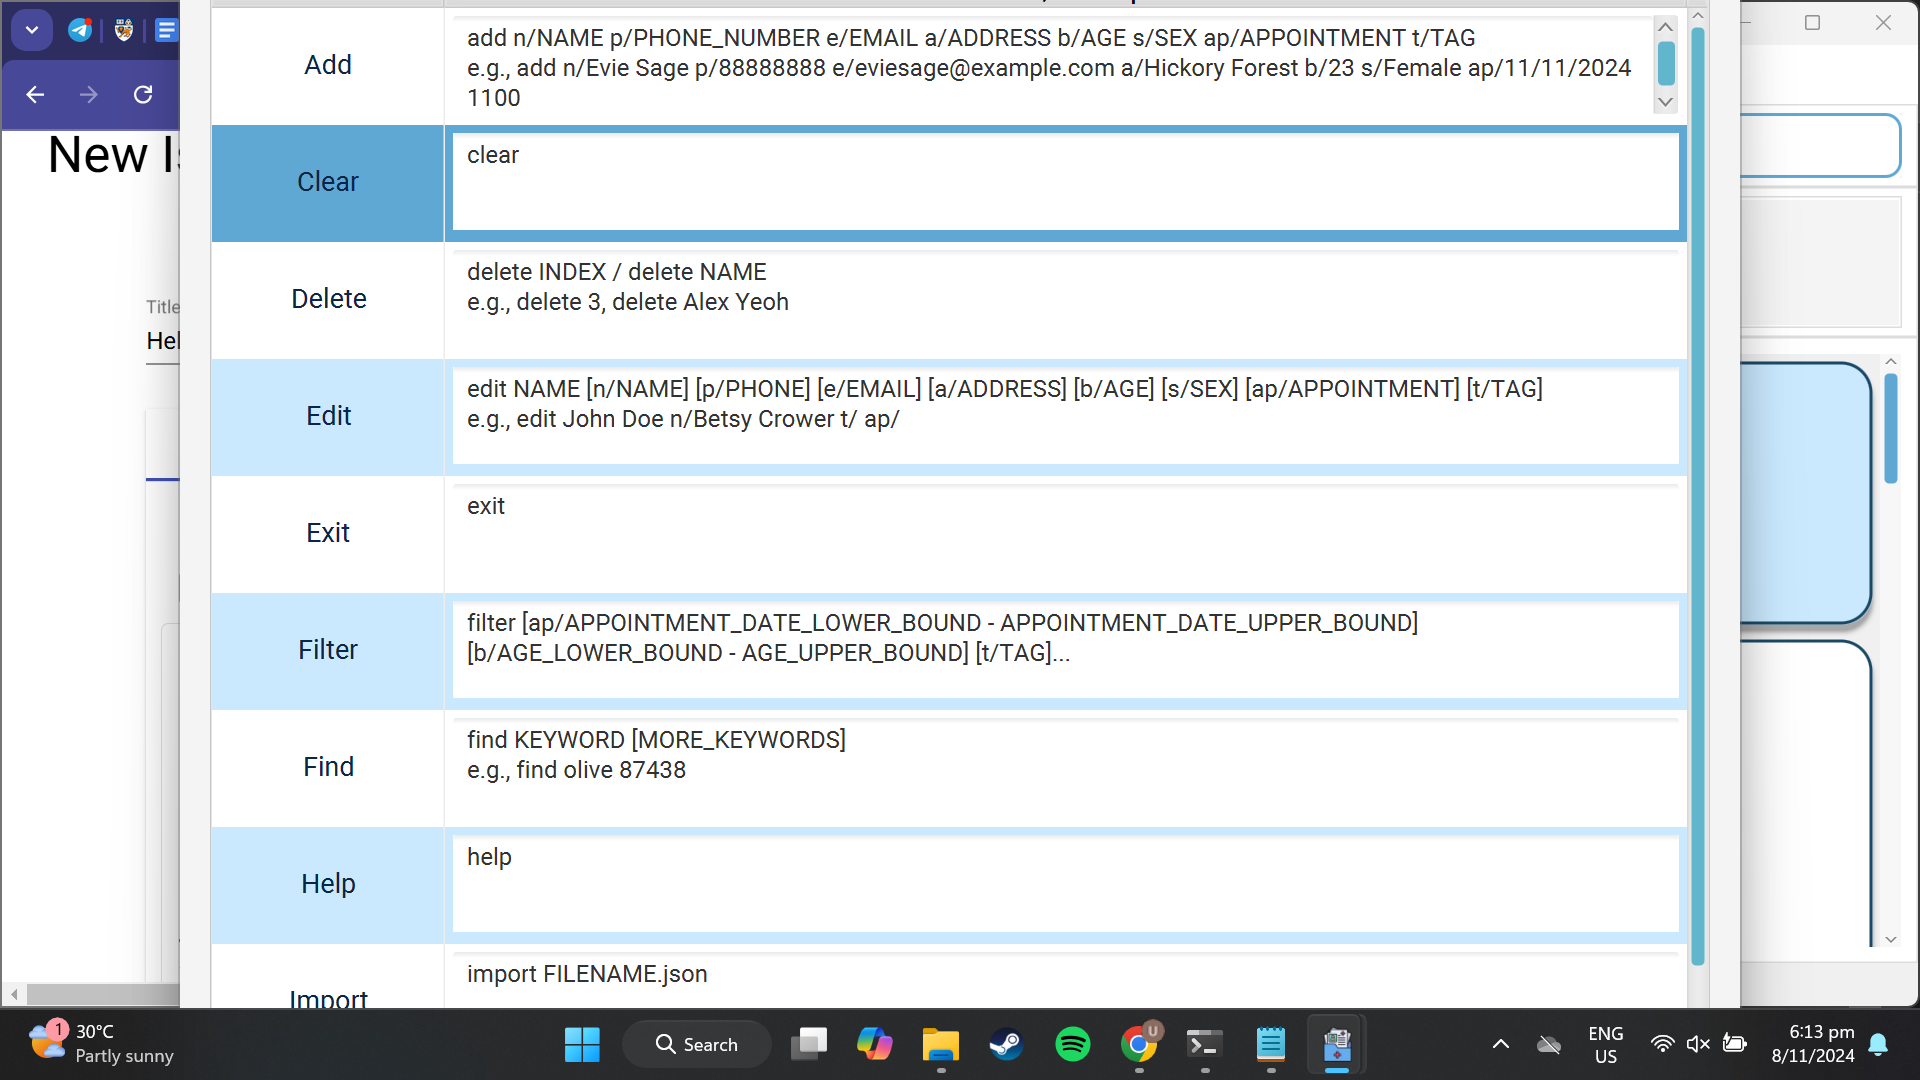 New Is
Title
Hel
Add
add n/NAME p/PHONE_NUMBER e/EMAIL a/ADDRESS b/AGE s/SEX ap/APPOINTMENT t/TAG
e.g., add n/Evie Sage p/88888888 e/eviesage@example.com a/Hickory Forest b/23 s/Female ap/11/11/2024
1100
Clear
clear
Delete
delete INDEX / delete NAME
e.g., delete 3, delete Alex Yeoh
Edit
edit NAME [n/NAME] [p/PHONE] [e/EMAIL] [a/ADDRESS] [b/AGE] [s/SEX] [ap/APPOINTMENT] [t/TAG]
e.g., edit John Doe n/Betsy Crower t/ ap/
Exit
exit
Filter
filter [ap/APPOINTMENT_DATE_LOWER_BOUND - APPOINTMENT_DATE_UPPER_BOUND]
[b/AGE_LOWER_BOUND - AGE_UPPER_BOUND] [t/TAG]...
Find
find KEYWORD [MORE_KEYWORDS]
e.g., find olive 87438
Help
help
Import
import FILENAME.json
1
30°C
Partly sunny
Search
U
ENG
US
6:13 pm
8/11/2024